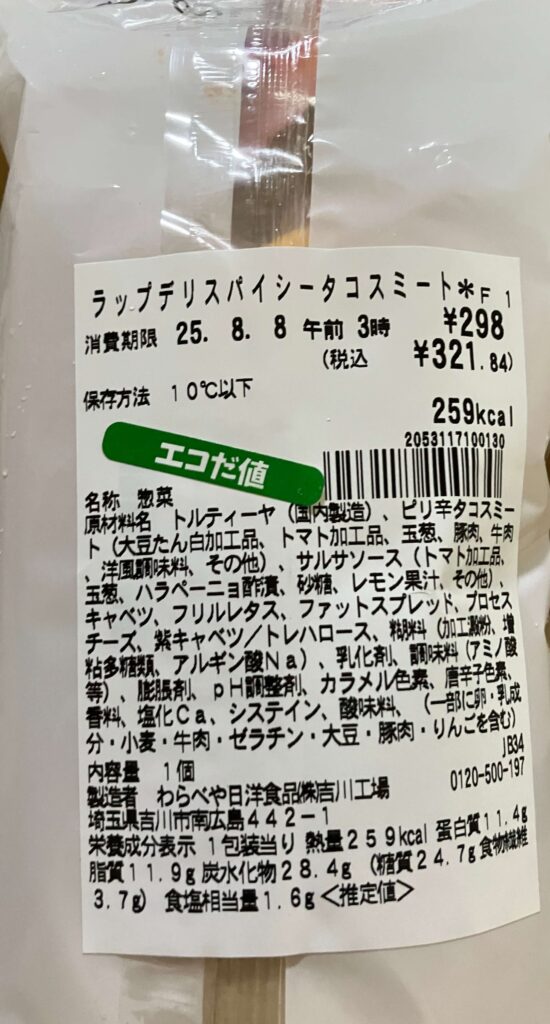 ラップデリスパイシータコスミート＊F1
消費期限 25. 8. 8 午前 3時 ¥298
(税込 ¥321.84)
保存方法 10℃以下
259kcal
2053117100130
エコだ値
名称 惣菜
原材料名 トルティーヤ（国内製造）、ピリ辛タコスミー
ト（大豆たん白加工品、トマト加工品、玉葱、豚肉、牛肉
、洋風調味料、その他）、サルサソース（トマト加工品、
玉葱、ハラペーニョ酢漬、砂糖、レモン果汁、その他）、
キャベツ、フリルレタス、ファットスプレッド、プロセス
チーズ、紫キャベツ／トレハロース、糊料（加工澱粉、増
粘多糖類、アルギン酸Na）、乳化剤、調味料（アミノ酸
等）、膨脹剤、pH調整剤、カラメル色素、唐辛子色素、
香料、塩化Ca、システイン、酸味料、（一部に卵・乳成
分・小麦・牛肉・ゼラチン・大豆・豚肉・りんごを含む）
内容量 1個 JB34
製造者 わらべや日洋食品㈱吉川工場 0120-500-197
埼玉県吉川市南広島442－1
栄養成分表示 1包装当り 熱量259kcal 蛋白質11.4g
脂質11.9g 炭水化物28.4g （糖質24.7g 食物繊維
3.7g） 食塩相当量1.6g＜推定値＞